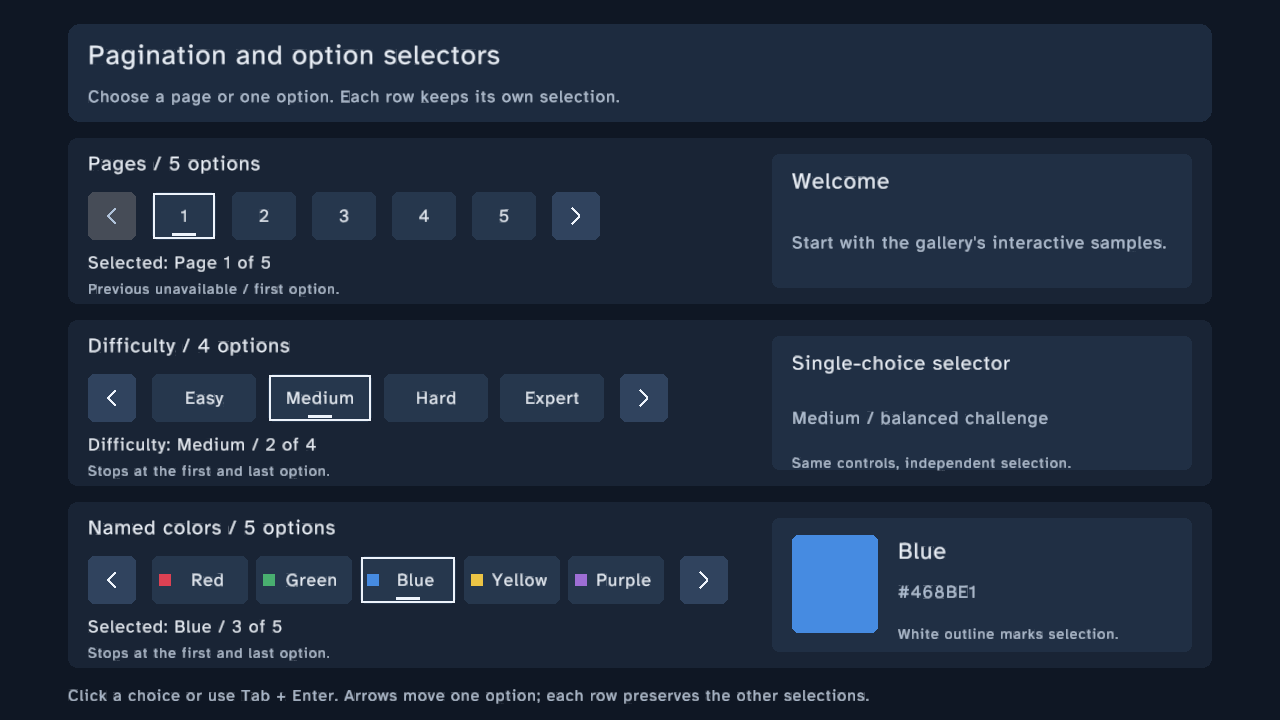 Pagination and option selectors
Choose a page or one option. Each row keeps its own selection.
Pages / 5 options
1 2 3 4 5
Selected: Page 1 of 5
Previous unavailable / first option.
Welcome
Start with the gallery's interactive samples.
Difficulty / 4 options
Easy Medium Hard Expert
Difficulty: Medium / 2 of 4
Stops at the first and last option.
Single-choice selector
Medium / balanced challenge
Same controls, independent selection.
Named colors / 5 options
Red Green Blue Yellow Purple
Selected: Blue / 3 of 5
Stops at the first and last option.
Blue
#468BE1
White outline marks selection.
Click a choice or use Tab + Enter. Arrows move one option; each row preserves the other selections.